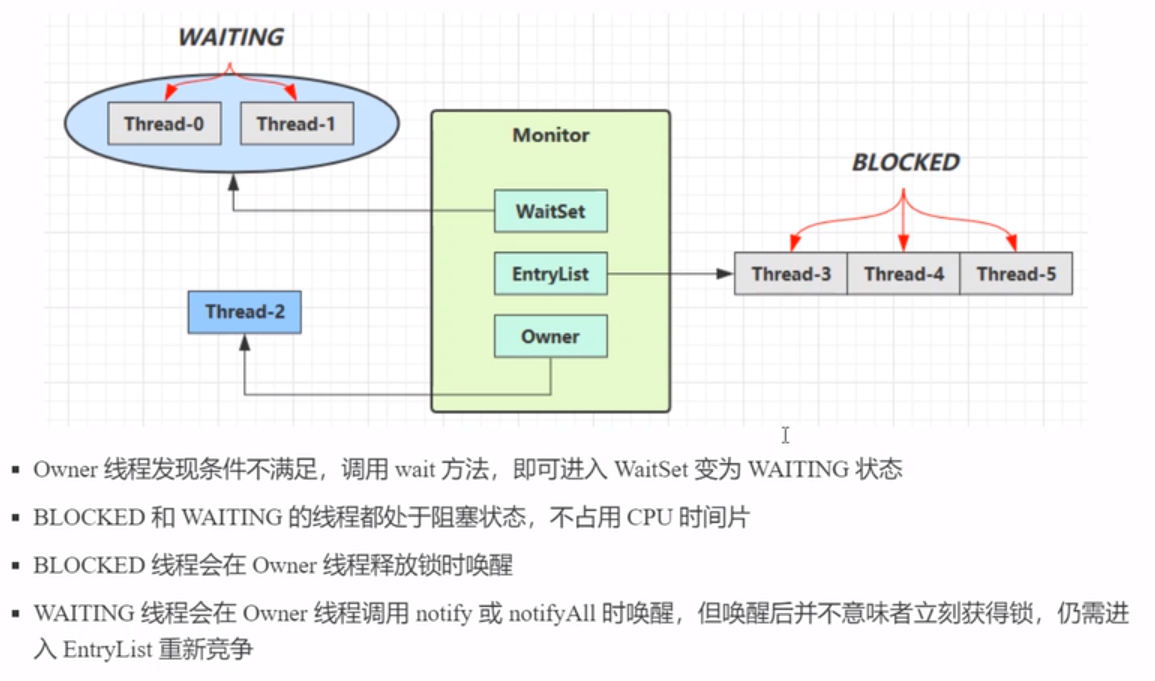 WAITING
Thread-0
Thread-1
Monitor
BLOCKED
WaitSet
EntryList
Thread-3
Thread-4
Thread-5
Thread-2
Owner
▪ Owner 线程发现条件不满足，调用 wait 方法，即可进入 WaitSet 变为 WAITING 状态
▪ BLOCKED 和 WAITING 的线程都处于阻塞状态，不占用 CPU 时间片
▪ BLOCKED 线程会在 Owner 线程释放锁时唤醒
▪ WAITING 线程会在 Owner 线程调用 notify 或 notifyAll 时唤醒，但唤醒后并不意味者立刻获得锁，仍需进
入 EntryList 重新竞争